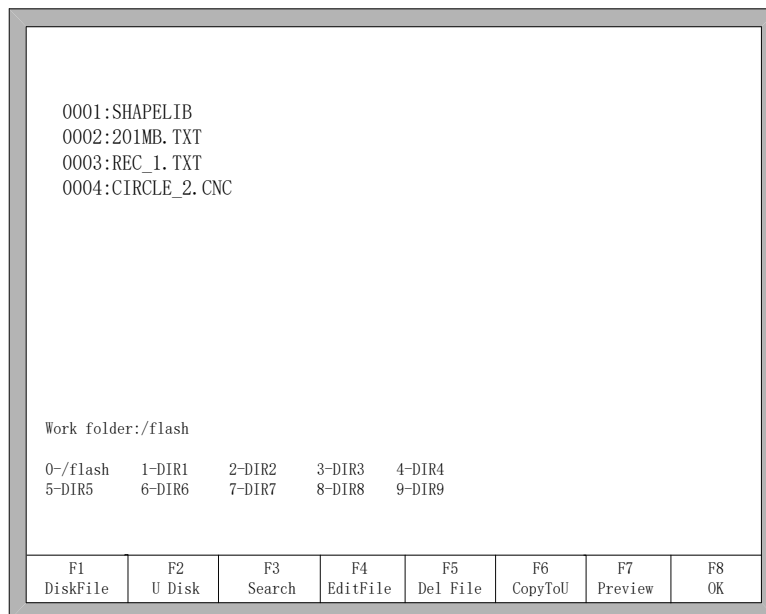 0001:SHAPELIB
0002:201MB.TXT
0003:REC_1.TXT
0004:CIRCLE_2.CNC
Work folder:/flash
0-/flash 1-DIR1 2-DIR2 3-DIR3 4-DIR4
5-DIR5 6-DIR6 7-DIR7 8-DIR8 9-DIR9
F1 F2 F3 F4 F5 F6 F7 F8
DiskFile U Disk Search EditFile Del File CopyToU Preview OK